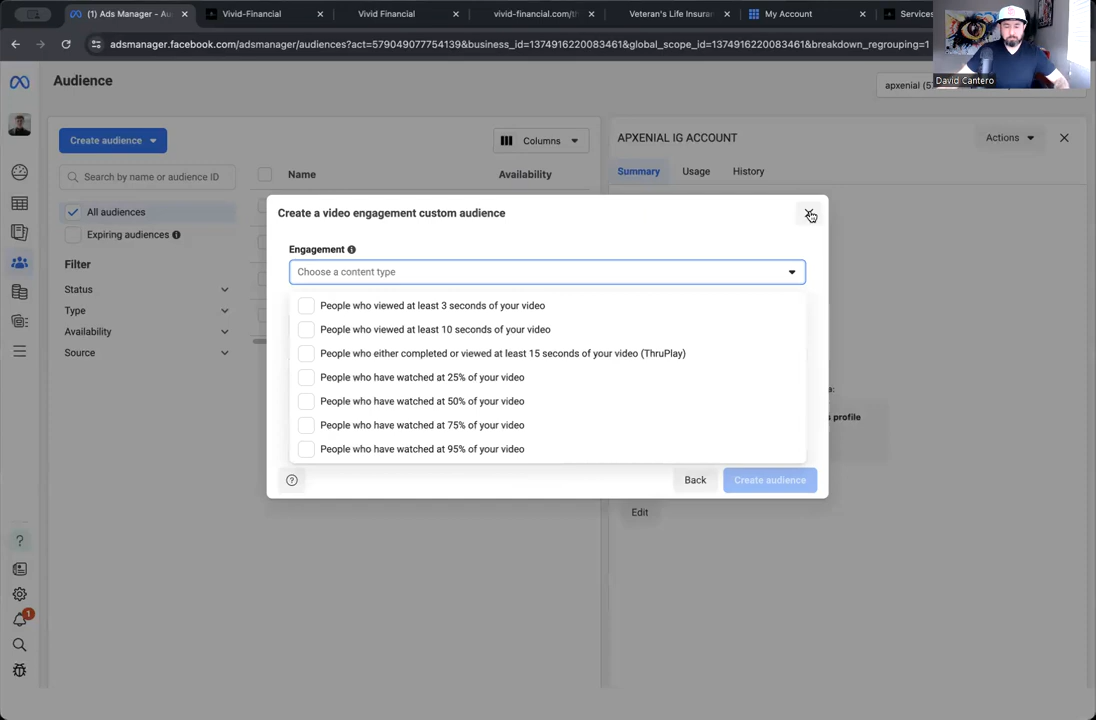 (1) Ads Manager - Au
Vivid-Financial
Vivid Financial
vivid-financial.com/th
Veteran's Life Insuran
My Account
Services
adsmanager.facebook.com/adsmanager/audiences?act=579049077754139&business_id=1374916220083461&global_scope_id=1374916220083461&breakdown_regrouping=1
David Cantero
Audience
apxenial (5
Create audience
Columns
APXENIAL IG ACCOUNT
Actions
Search by name or audience ID
Name
Availability
Summary
Usage
History
All audiences
Expiring audiences
Filter
Status
Type
Availability
Source
Create a video engagement custom audience
Engagement
Choose a content type
People who viewed at least 3 seconds of your video
People who viewed at least 10 seconds of your video
People who either completed or viewed at least 15 seconds of your video (ThruPlay)
People who have watched at 25% of your video
People who have watched at 50% of your video
People who have watched at 75% of your video
People who have watched at 95% of your video
a:
s profile
Back
Create audience
Edit
1